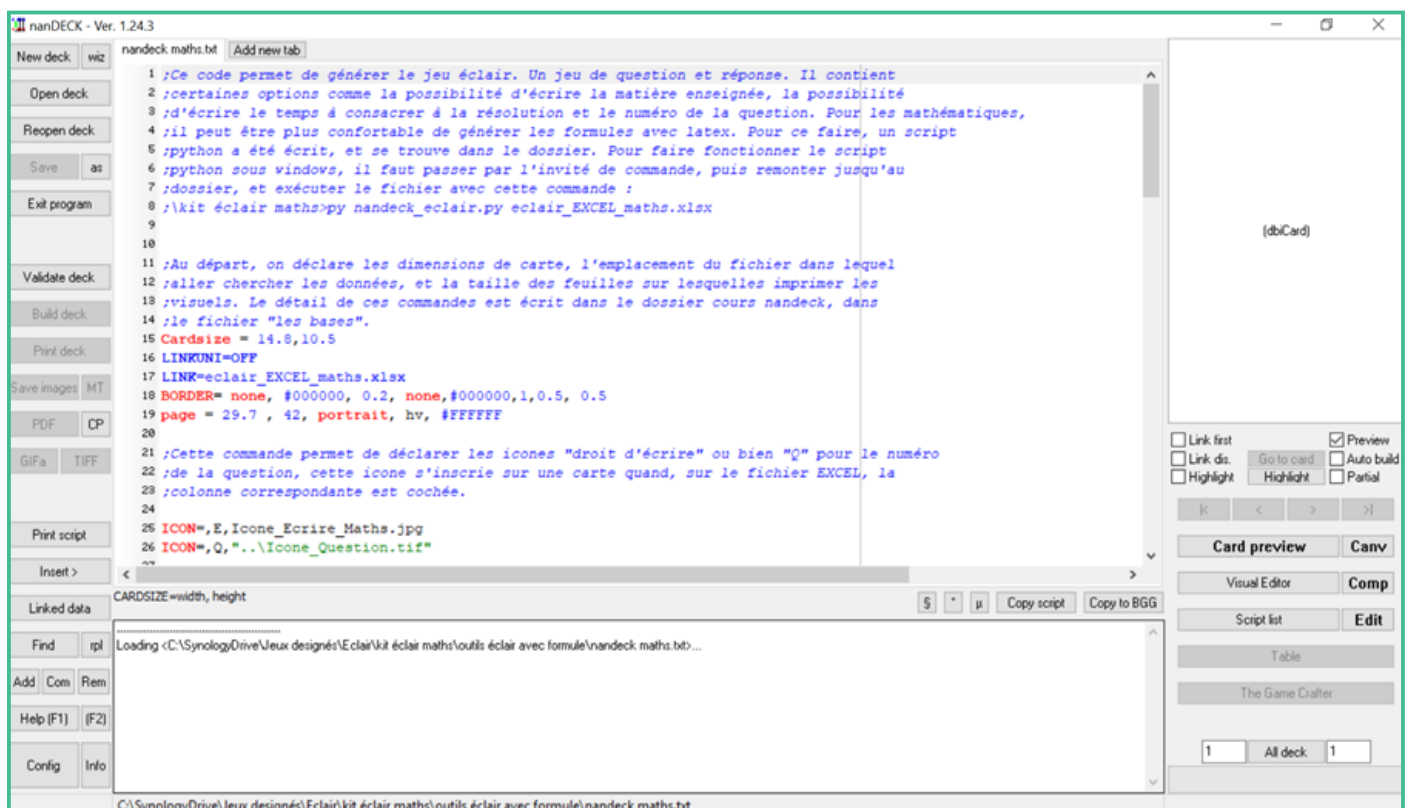 nanDECK - Ver. 1.24.3
New deck wiz
Open deck
Reopen deck
Save as
Exit program
Validate deck
Build deck
Print deck
Save images MT
PDF CP
GIFa TIFF
Print script
Insert >
Linked data
Find rpl
Add Com Rem
Help (F1) (F2)
Config Info
nandeck maths.txt Add new tab
1 ;Ce code permet de générer le jeu éclair. Un jeu de question et réponse. Il contient
2 ;certaines options comme la possibilité d'écrire la matière enseignée, la possibilité
3 ;d'écrire le temps à consacrer à la résolution et le numéro de la question. Pour les mathématiques,
4 ;il peut être plus confortable de générer les formules avec latex. Pour ce faire, un script
5 ;python a été écrit, et se trouve dans le dossier. Pour faire fonctionner le script
6 ;python sous windows, il faut passer par l'invité de commande, puis remonter jusqu'au
7 ;dossier, et exécuter le fichier avec cette commande :
8 ;\kit éclair maths>py nandeck_eclair.py eclair_EXCEL_maths.xlsx
9
10
11 ;Au départ, on déclare les dimensions de carte, l'emplacement du fichier dans lequel
12 ;aller chercher les données, et la taille des feuilles sur lesquelles imprimer les
13 ;visuels. Le détail de ces commandes est écrit dans le dossier cours nandeck, dans
14 ;le fichier "les bases".
15 Cardsize = 14.8,10.5
16 LINKUNI=OFF
17 LINK=eclair_EXCEL_maths.xlsx
18 BORDER= none, #000000, 0.2, none,#000000,1,0.5, 0.5
19 page = 29.7 , 42, portrait, hv, #FFFFFF
20
21 ;Cette commande permet de déclarer les icones "droit d'écrire" ou bien "Q" pour le numéro
22 ;de la question, cette icone s'inscrie sur une carte quand, sur le fichier EXCEL, la
23 ;colonne correspondante est cochée.
24
25 ICON=,E,Icone_Ecrire_Maths.jpg
26 ICON=,Q,"..\Icone_Question.tif"
27
CARDSIZE=width, height
§ " µ Copy script Copy to BGG
Loading <C:\SynologyDrive\Jeux designés\Eclair\kit éclair maths\outils éclair avec formule\nandeck maths.txt>...
C:\SynologyDrive\Jeux designés\Eclair\kit éclair maths\outils éclair avec formule\nandeck maths.txt
(dbiCard)
Link first Preview
Link dis. Go to card Auto build
Highlight Highlight Partial
K < > >|
Card preview Canv
Visual Editor Comp
Script list Edit
Table
The Game Crafter
1 All deck 1